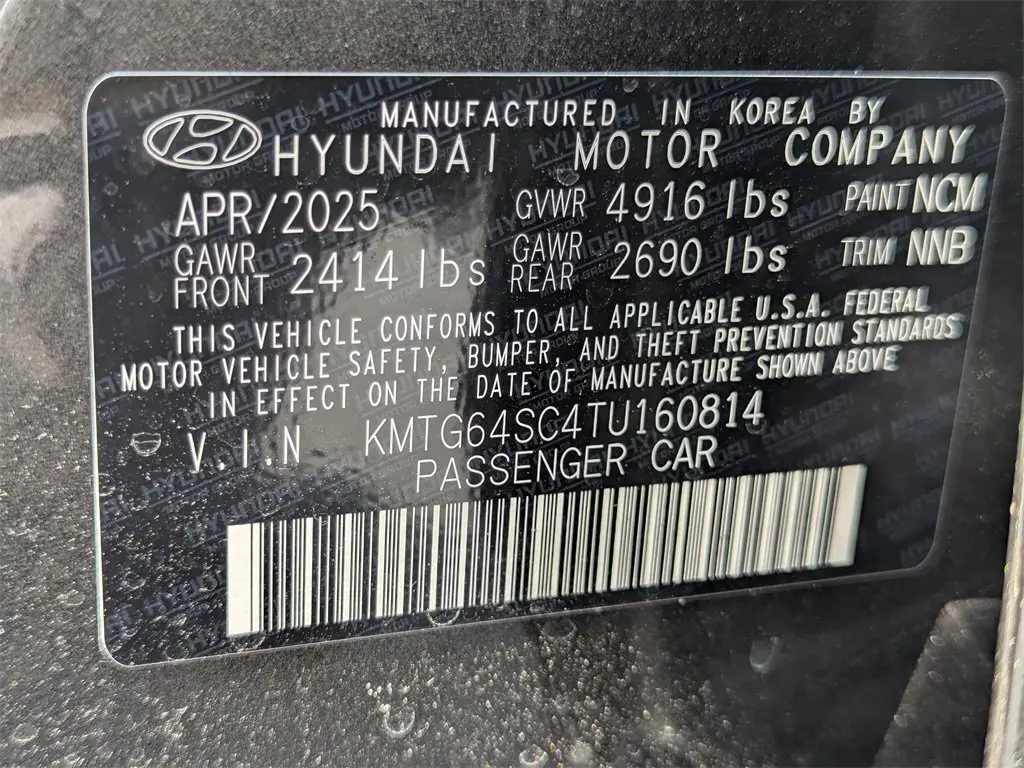 MANUFACTURED IN KOREA BY
HYUNDAI MOTOR COMPANY
APR/2025 GVWR 4916 lbs PAINT NCM
GAWR FRONT 2414 lbs GAWR REAR 2690 lbs TRIM NNB
THIS VEHICLE CONFORMS TO ALL APPLICABLE U.S.A. FEDERAL
MOTOR VEHICLE SAFETY, BUMPER, AND THEFT PREVENTION STANDARDS
IN EFFECT ON THE DATE OF MANUFACTURE SHOWN ABOVE
V.I.N KMTG64SC4TU160814
PASSENGER CAR